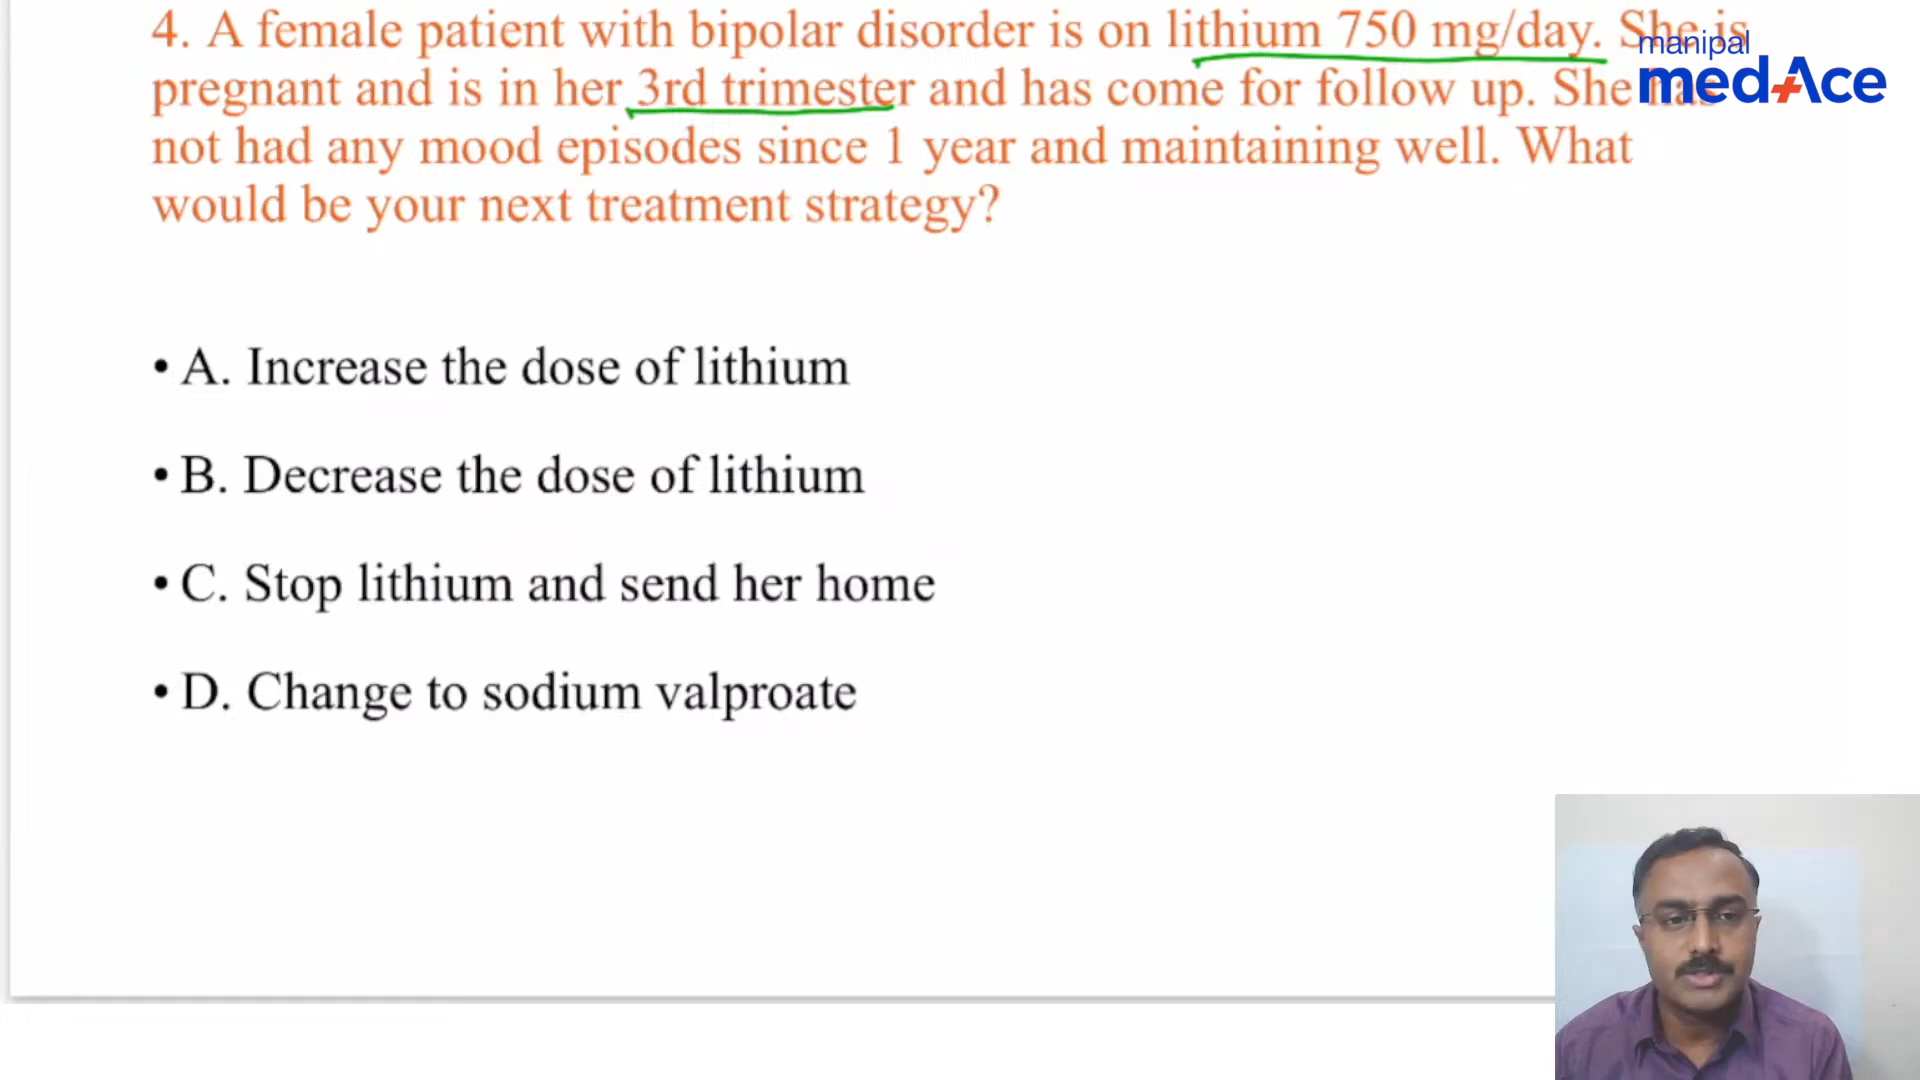 4. A female patient with bipolar disorder is on lithium 750 mg/day. She is
manipal
pregnant and is in her 3rd trimester and has come for follow up. She has
medAce
not had any mood episodes since 1 year and maintaining well. What
would be your next treatment strategy?
• A. Increase the dose of lithium
• B. Decrease the dose of lithium
• C. Stop lithium and send her home
• D. Change to sodium valproate